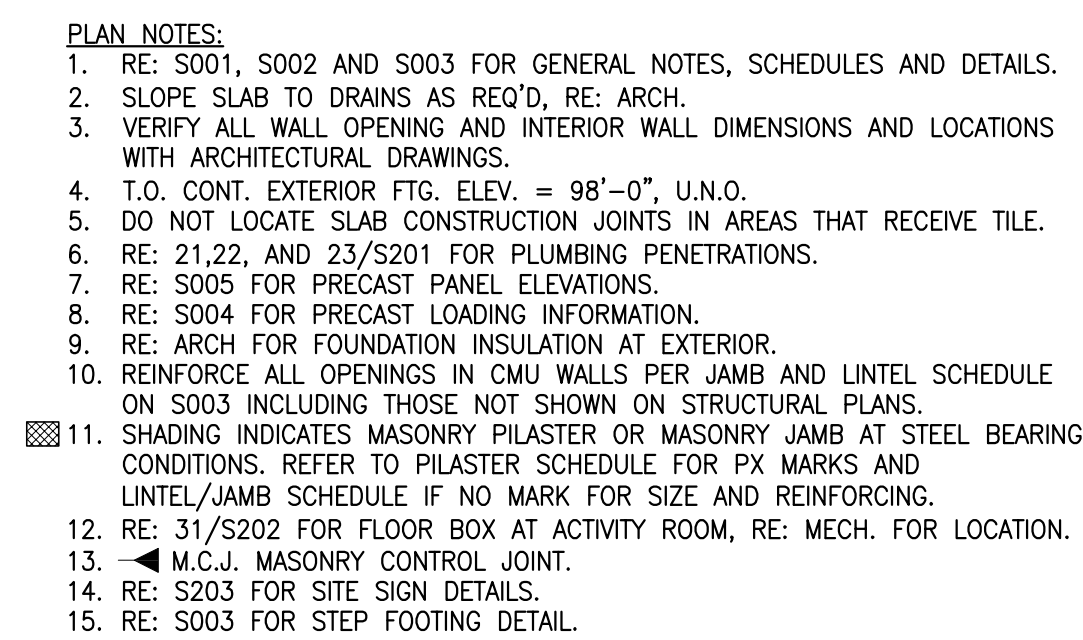 PLAN NOTES:
1. RE: S001, S002 AND S003 FOR GENERAL NOTES, SCHEDULES AND DETAILS.
2. SLOPE SLAB TO DRAINS AS REQ'D, RE: ARCH.
3. VERIFY ALL WALL OPENING AND INTERIOR WALL DIMENSIONS AND LOCATIONS
WITH ARCHITECTURAL DRAWINGS.
4. T.O. CONT. EXTERIOR FTG. ELEV. = 98'-0", U.N.O.
5. DO NOT LOCATE SLAB CONSTRUCTION JOINTS IN AREAS THAT RECEIVE TILE.
6. RE: 21,22, AND 23/S201 FOR PLUMBING PENETRATIONS.
7. RE: S005 FOR PRECAST PANEL ELEVATIONS.
8. RE: S004 FOR PRECAST LOADING INFORMATION.
9. RE: ARCH FOR FOUNDATION INSULATION AT EXTERIOR.
10. REINFORCE ALL OPENINGS IN CMU WALLS PER JAMB AND LINTEL SCHEDULE
ON S003 INCLUDING THOSE NOT SHOWN ON STRUCTURAL PLANS.
11. SHADING INDICATES MASONRY PILASTER OR MASONRY JAMB AT STEEL BEARING
CONDITIONS. REFER TO PILASTER SCHEDULE FOR PX MARKS AND
LINTEL/JAMB SCHEDULE IF NO MARK FOR SIZE AND REINFORCING.
12. RE: 31/S202 FOR FLOOR BOX AT ACTIVITY ROOM, RE: MECH. FOR LOCATION.
13. M.C.J. MASONRY CONTROL JOINT.
14. RE: S203 FOR SITE SIGN DETAILS.
15. RE: S003 FOR STEP FOOTING DETAIL.